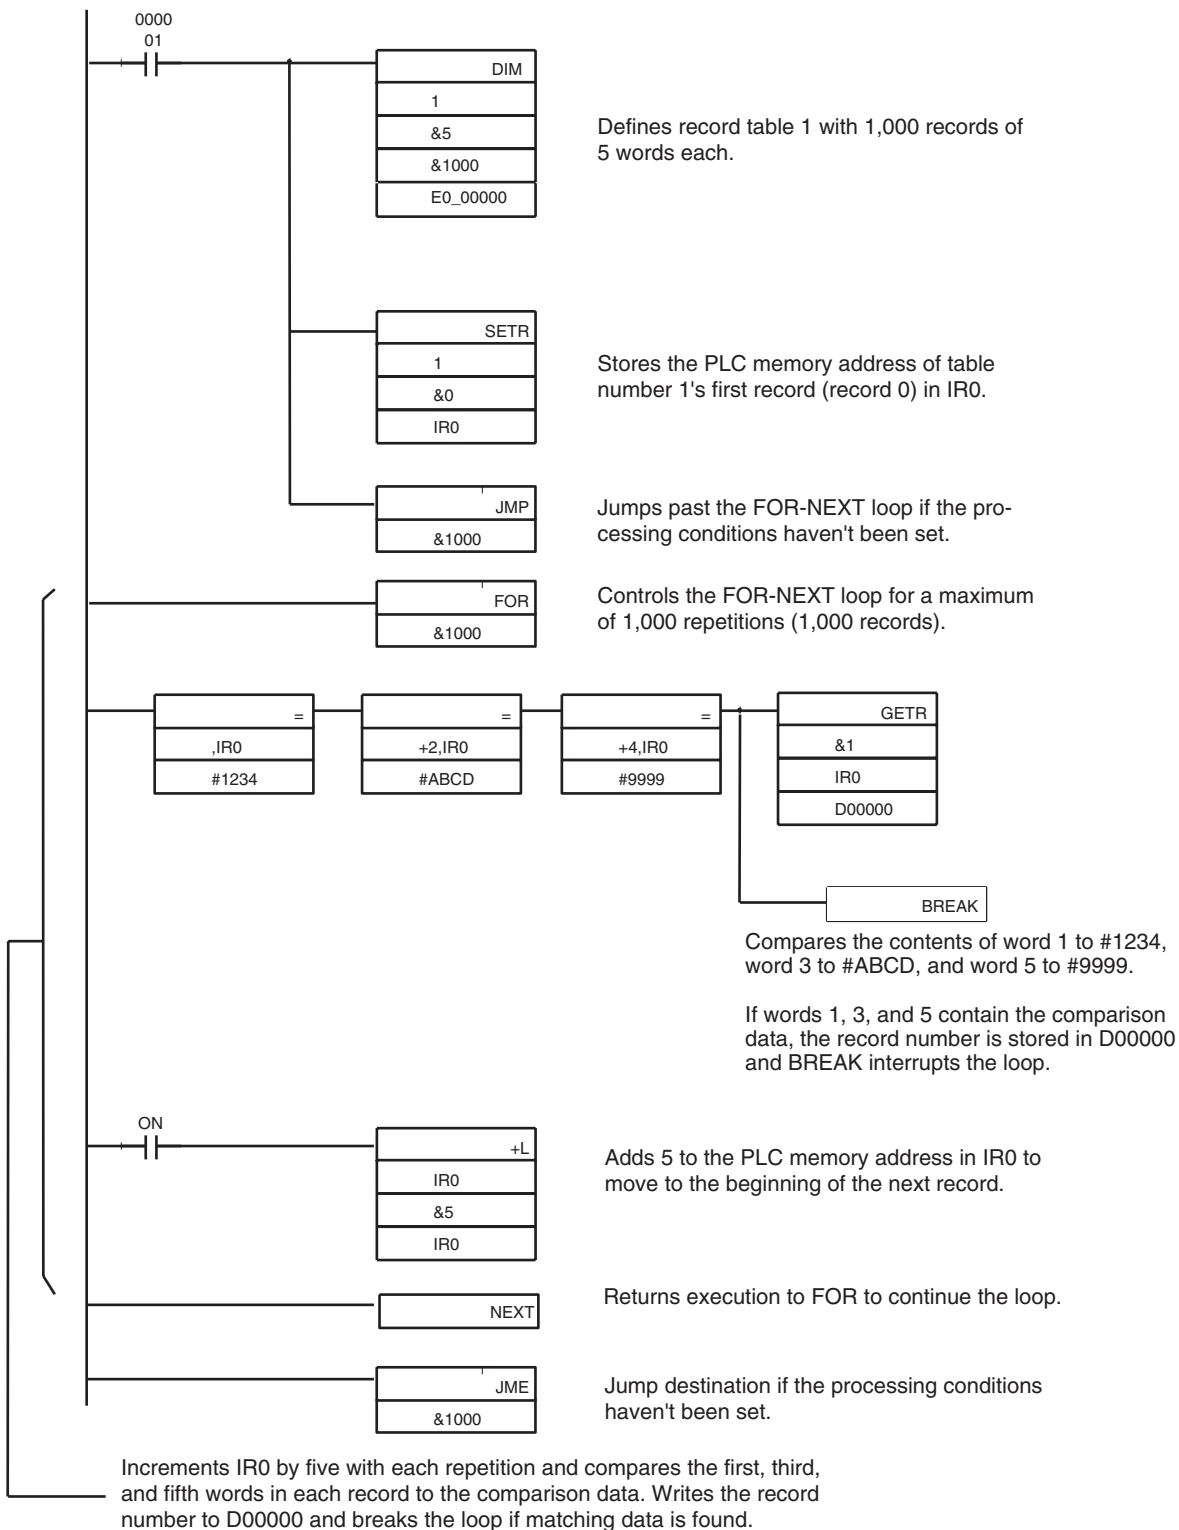 0000
01
DIM
1
&5
&1000
E0_00000
Defines record table 1 with 1,000 records of
5 words each.
SETR
1
&0
IR0
Stores the PLC memory address of table
number 1's first record (record 0) in IR0.
JMP
&1000
Jumps past the FOR-NEXT loop if the pro-
cessing conditions haven't been set.
FOR
&1000
Controls the FOR-NEXT loop for a maximum
of 1,000 repetitions (1,000 records).
=
,IR0
#1234
=
+2,IR0
#ABCD
=
+4,IR0
#9999
GETR
&1
IR0
D00000
BREAK
Compares the contents of word 1 to #1234,
word 3 to #ABCD, and word 5 to #9999.
If words 1, 3, and 5 contain the comparison
data, the record number is stored in D00000
and BREAK interrupts the loop.
ON
+L
IR0
&5
IR0
Adds 5 to the PLC memory address in IR0 to
move to the beginning of the next record.
NEXT
Returns execution to FOR to continue the loop.
JME
&1000
Jump destination if the processing conditions
haven't been set.
Increments IR0 by five with each repetition and compares the first, third,
and fifth words in each record to the comparison data. Writes the record
number to D00000 and breaks the loop if matching data is found.